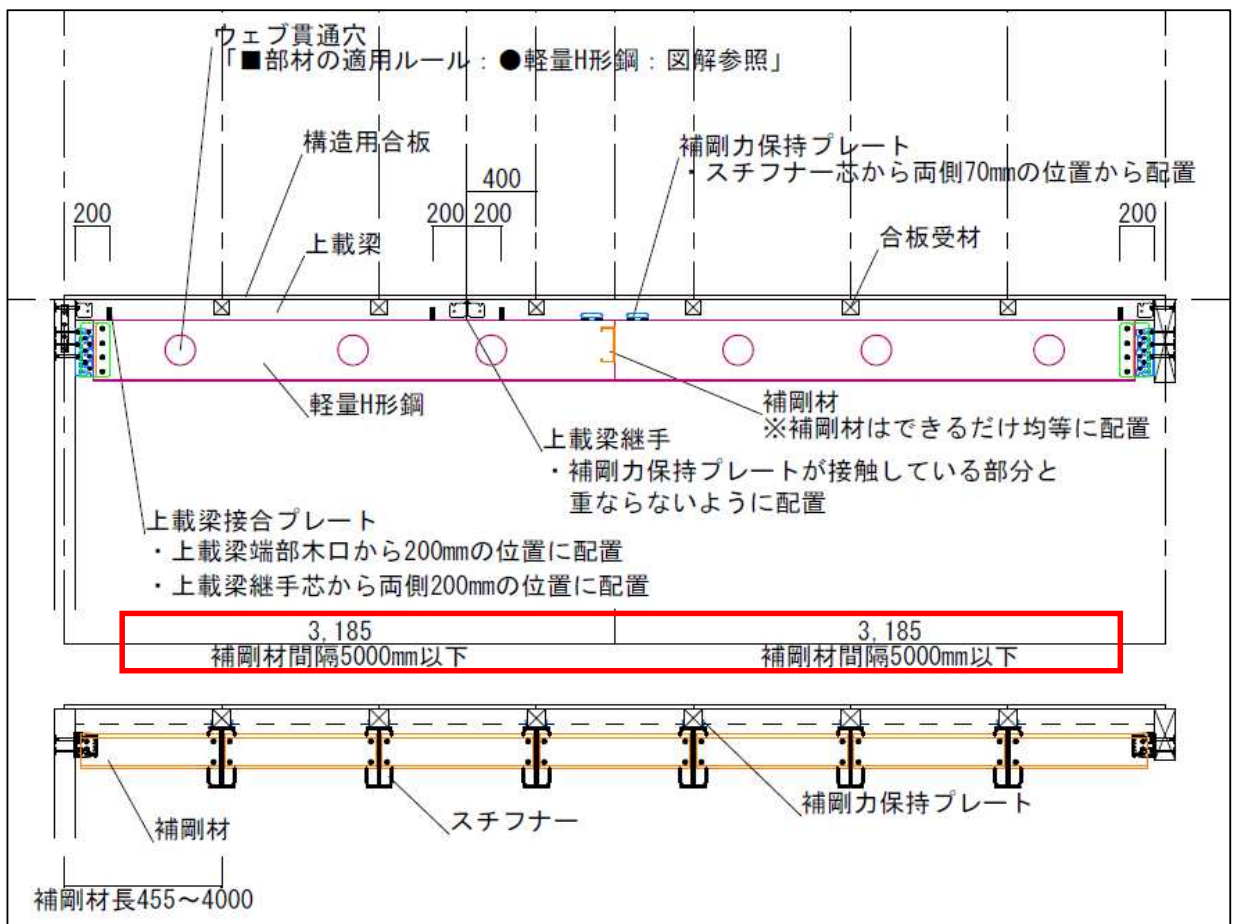 ウェブ貫通穴
「■部材の適用ルール：●軽量H形鋼：図解参照」
構造用合板
補剛力保持プレート
・スチフナー芯から両側70mmの位置から配置
400
200
200
200
200
上載梁
合板受材
軽量H形鋼
補剛材
※補剛材はできるだけ均等に配置
上載梁継手
・補剛力保持プレートが接触している部分と
重ならないように配置
上載梁接合プレート
・上載梁端部木口から200mmの位置に配置
・上載梁継手芯から両側200mmの位置に配置
3,185
3,185
補剛材間隔5000mm以下
補剛材間隔5000mm以下
補剛材
スチフナー
補剛力保持プレート
補剛材長455～4000